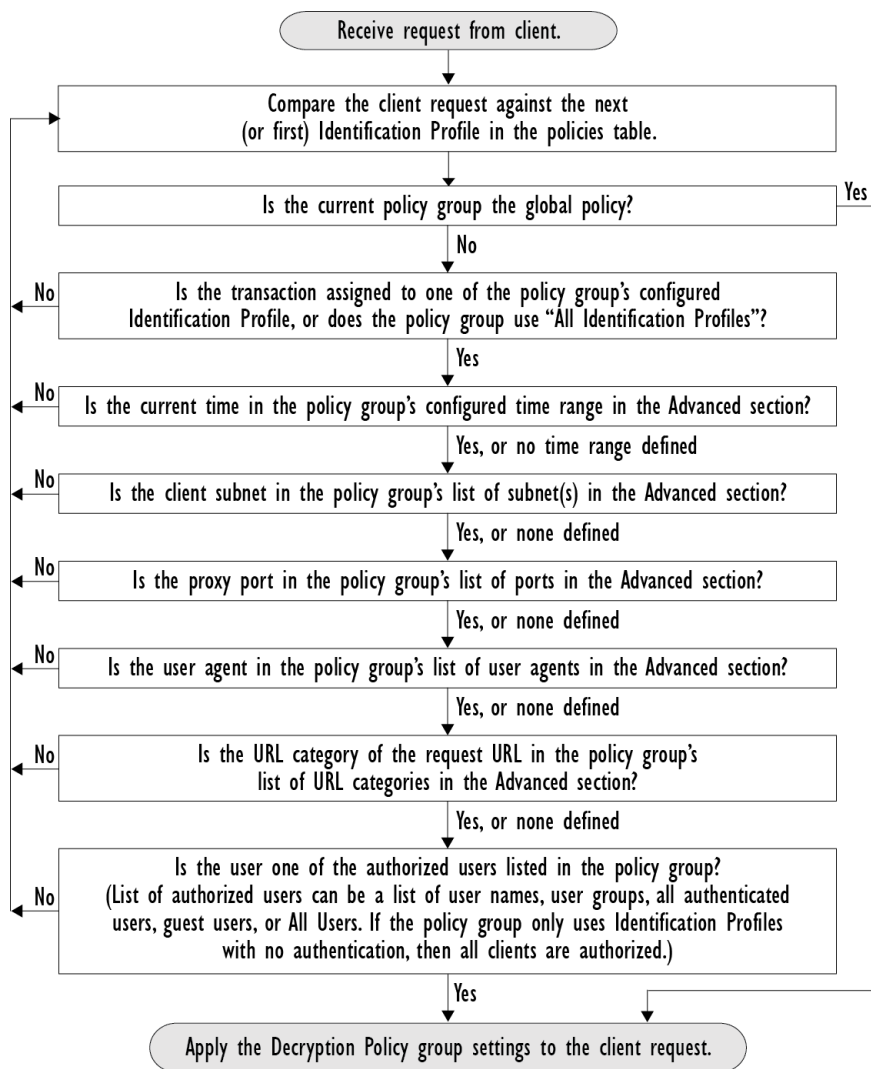 Receive request from client.
Compare the client request against the next
(or first) Identification Profile in the policies table.
Yes
Is the current policy group the global policy?
No
No
Is the transaction assigned to one of the policy group's configured
Identification Profile, or does the policy group use “All Identification Profiles”?
Yes
No
Is the current time in the policy group's configured time range in the Advanced section?
Yes, or no time range defined
No
Is the client subnet in the policy group's list of subnet(s) in the Advanced section?
Yes, or none defined
No
Is the proxy port in the policy group's list of ports in the Advanced section?
Yes, or none defined
No
Is the user agent in the policy group's list of user agents in the Advanced section?
Yes, or none defined
No
Is the URL category of the request URL in the policy group's
list of URL categories in the Advanced section?
Yes, or none defined
Is the user one of the authorized users listed in the policy group?
No
(List of authorized users can be a list of user names, user groups, all authenticated
users, guest users, or All Users. If the policy group only uses Identification Profiles
with no authentication, then all clients are authorized.)
Yes
Apply the Decryption Policy group settings to the client request.